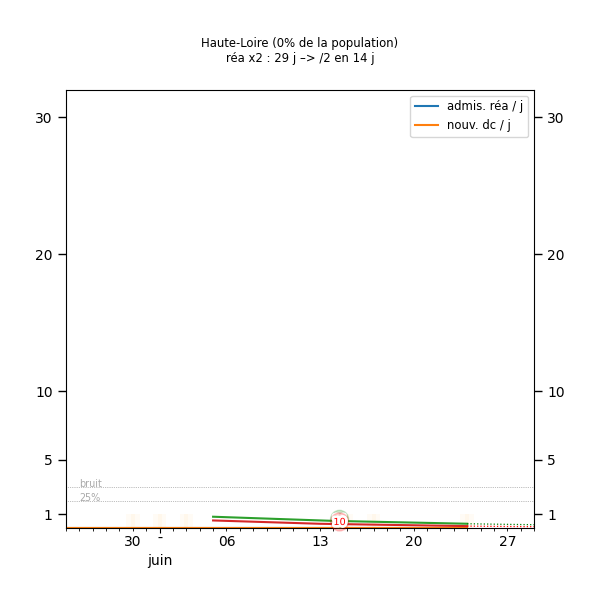 Haute-Loire (0% de la population)
réa x2 : 29 j –> /2 en 14 j
admis. réa / j
nouv. dc / j
30 30
20 20
10 10
5 5
bruit
25%
1 1
10
30 - 06 13 20 27
juin